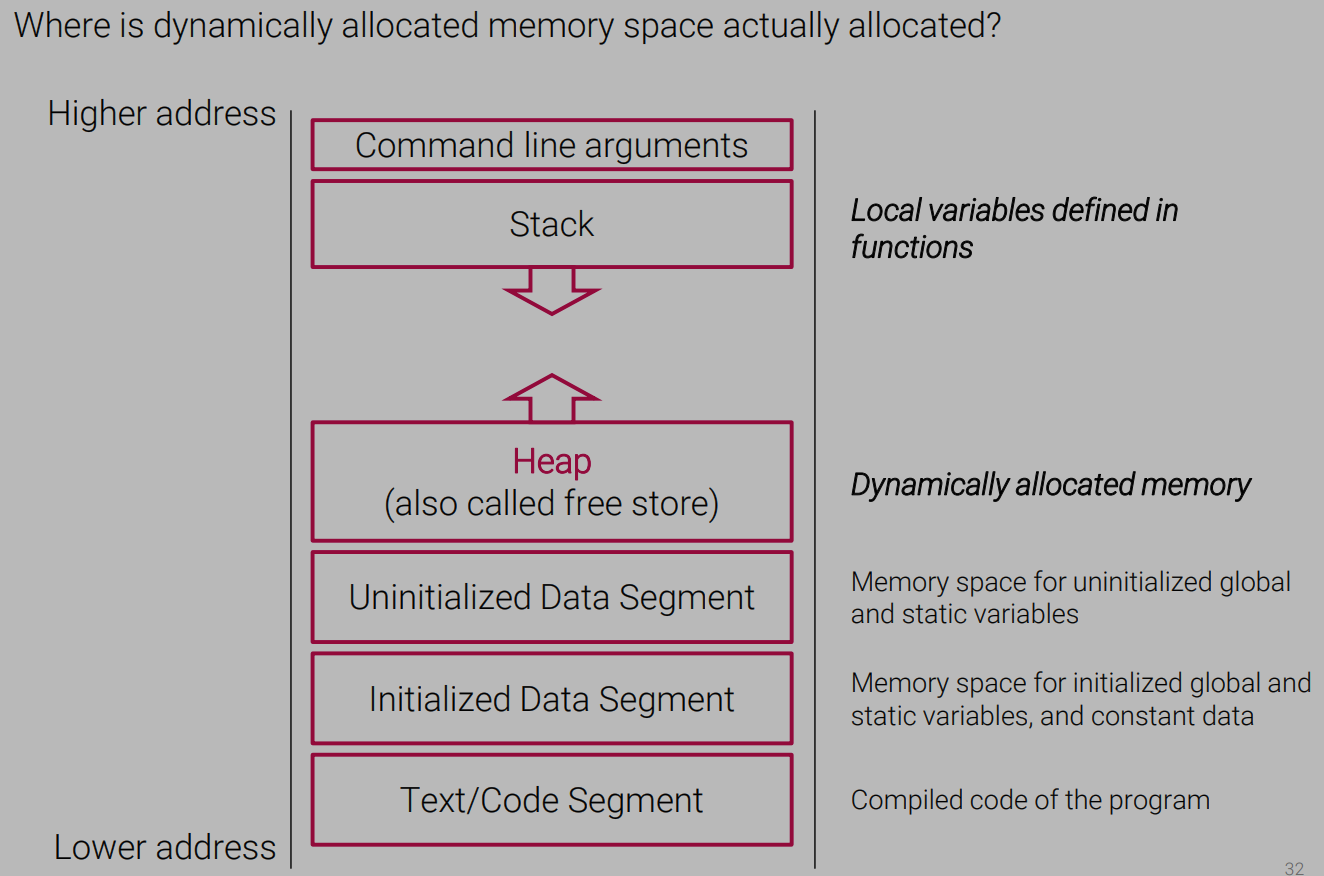 Where is dynamically allocated memory space actually allocated?
Higher address
Command line arguments
Stack
Local variables defined in
functions
Heap
(also called free store)
Dynamically allocated memory
Uninitialized Data Segment
Memory space for uninitialized global
and static variables
Initialized Data Segment
Memory space for initialized global and
static variables, and constant data
Text/Code Segment
Compiled code of the program
Lower address
32